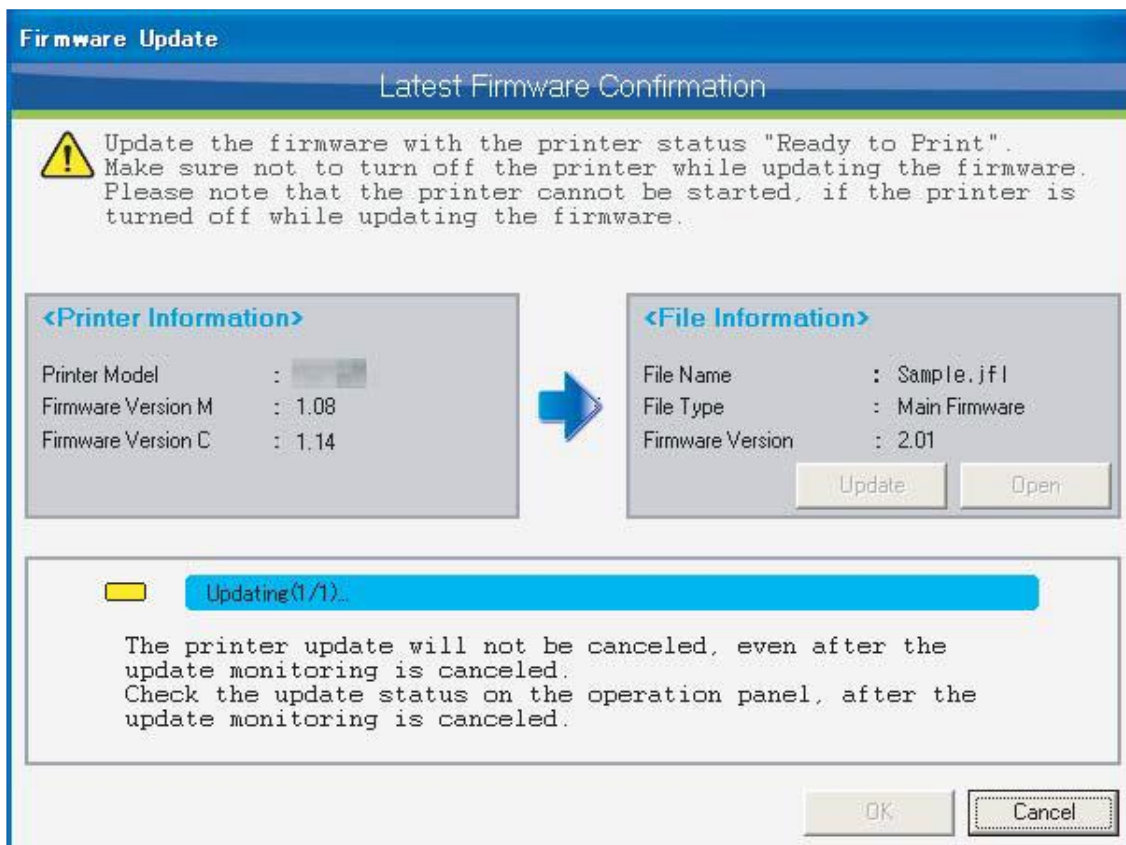 Firmware Update
Latest Firmware Confirmation
Update the firmware with the printer status "Ready to Print".
Make sure not to turn off the printer while updating the firmware.
Please note that the printer cannot be started, if the printer is
turned off while updating the firmware.
<Printer Information>
Printer Model :
Firmware Version M : 1.08
Firmware Version C : 1.14
<File Information>
File Name : Sample.jfl
File Type : Main Firmware
Firmware Version : 2.01
Update Open
Updating(1/1)...
The printer update will not be canceled, even after the
update monitoring is canceled.
Check the update status on the operation panel, after the
update monitoring is canceled.
OK Cancel